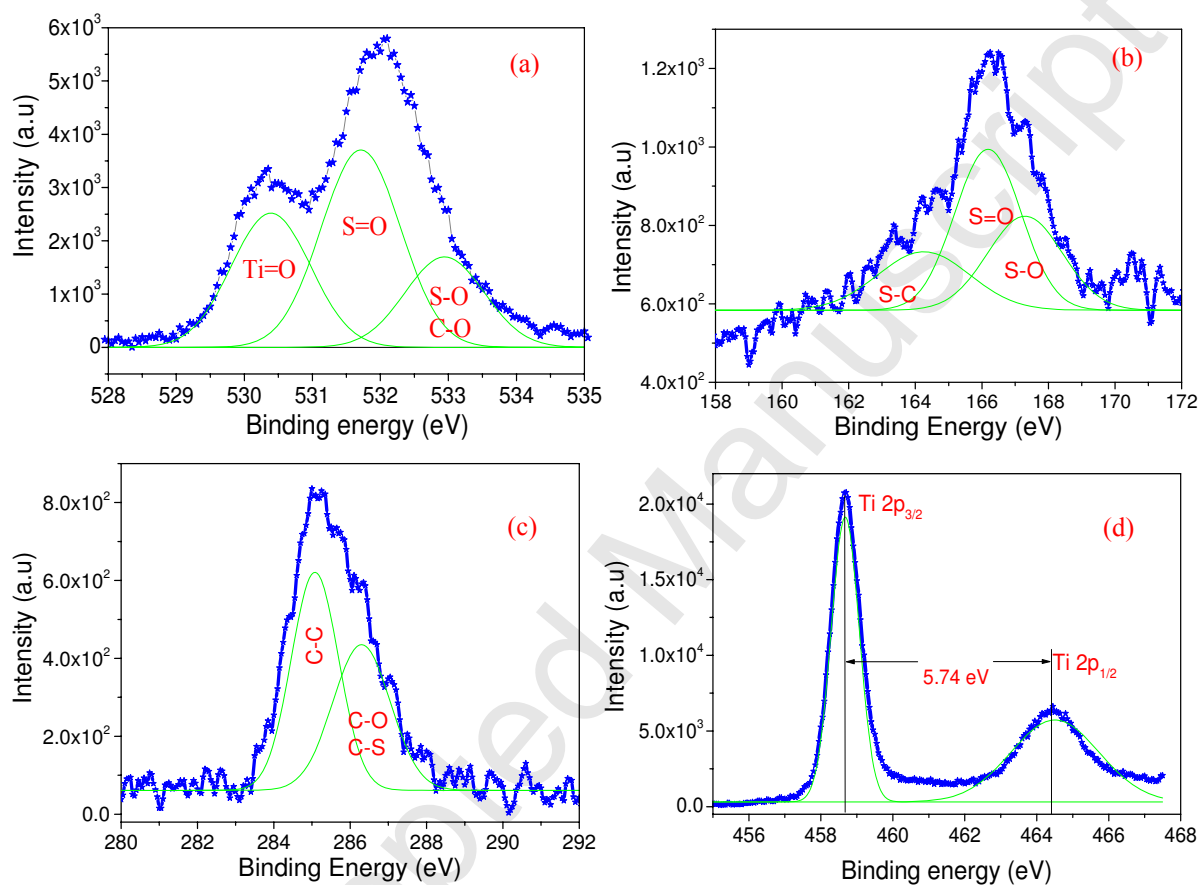 6x10³
5x10³
4x10³
3x10³
2x10³
1x10³
0
Intensity (a.u)
(a)
Ti=O
S=O
S-O
C-O
528 529 530 531 532 533 534 535
Binding energy (eV)
1.2x10³
1.0x10³
8.0x10²
6.0x10²
4.0x10²
Intensity (a.u)
(b)
S-C
S=O
S-O
158 160 162 164 166 168 170 172
Binding Energy (eV)
8.0x10²
6.0x10²
4.0x10²
2.0x10²
0.0
Intensity (a.u)
(c)
C-C
C-O
C-S
280 282 284 286 288 290 292
Binding Energy (eV)
2.0x10⁴
1.5x10⁴
1.0x10⁴
5.0x10³
0.0
Intensity (a.u)
Ti 2p3/2
(d)
5.74 eV
Ti 2p1/2
456 458 460 462 464 466 468
Binding energy (eV)
pted Manuscript